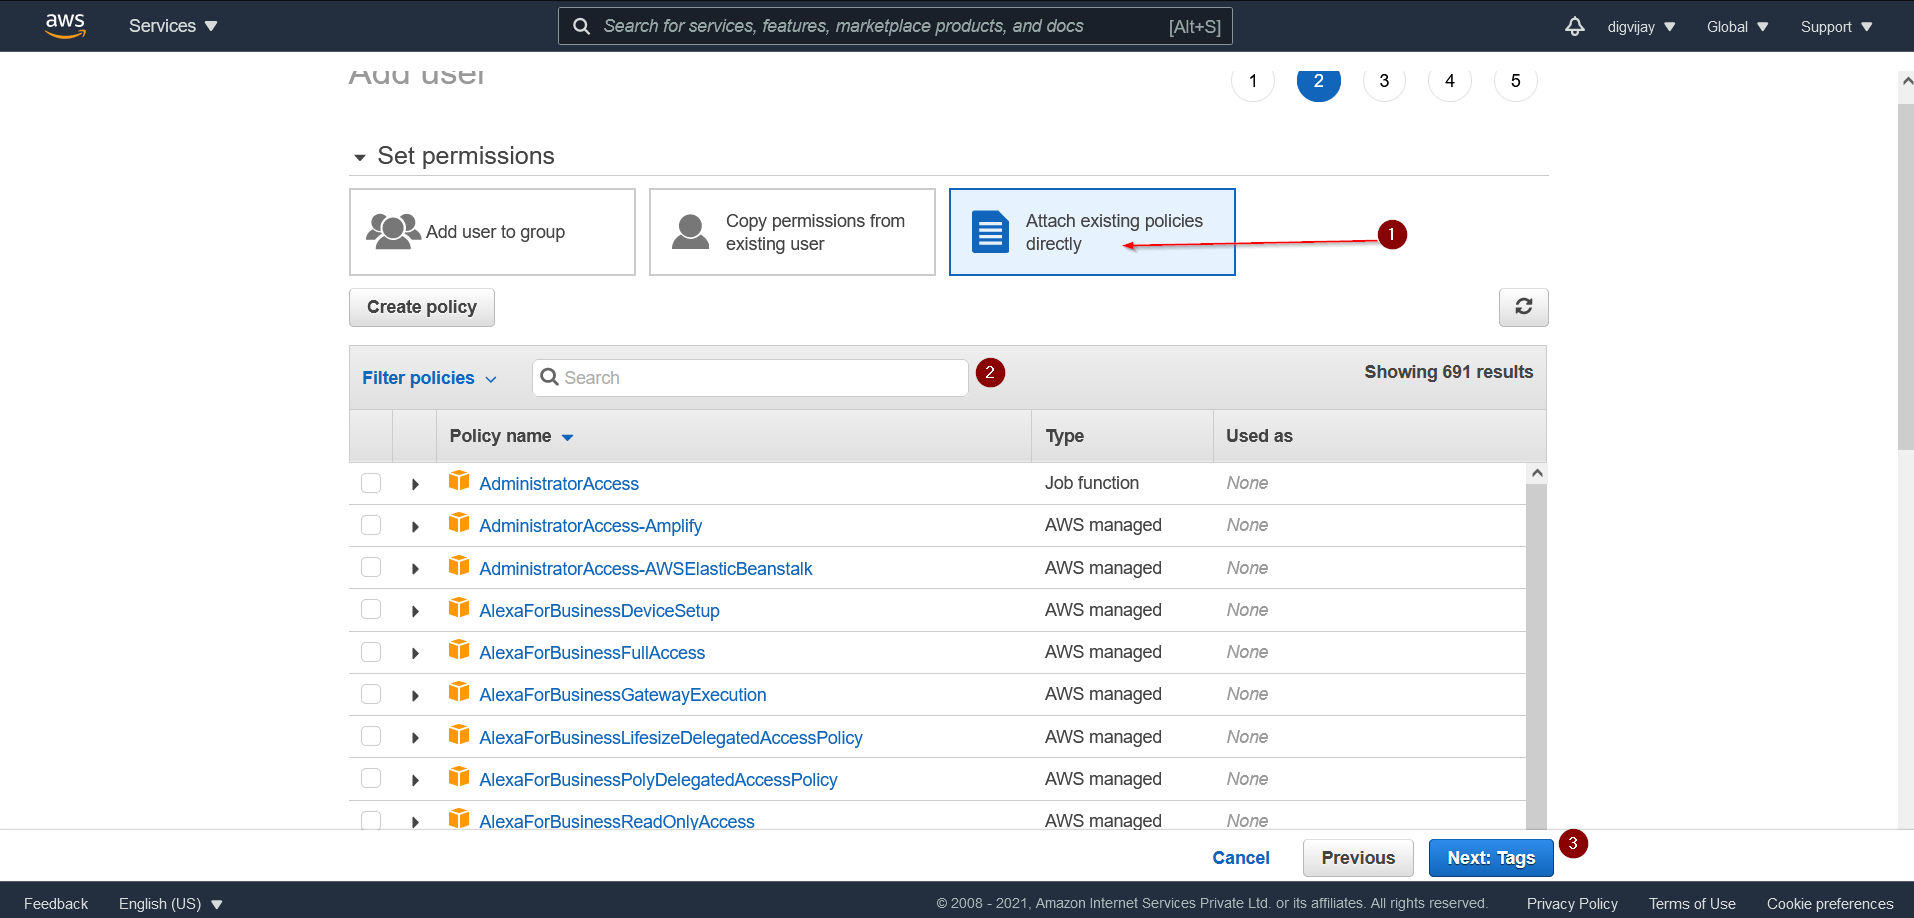 aws Services Search for services, features, marketplace products, and docs [Alt+S] digvijay Global Support
Add user 1 2 3 4 5
Set permissions
Add user to group
Copy permissions from
existing user
Attach existing policies
directly
1
Create policy
Filter policies Search 2 Showing 691 results
Policy name Type Used as
AdministratorAccess Job function None
AdministratorAccess-Amplify AWS managed None
AdministratorAccess-AWSElasticBeanstalk AWS managed None
AlexaForBusinessDeviceSetup AWS managed None
AlexaForBusinessFullAccess AWS managed None
AlexaForBusinessGatewayExecution AWS managed None
AlexaForBusinessLifesizeDelegatedAccessPolicy AWS managed None
AlexaForBusinessPolyDelegatedAccessPolicy AWS managed None
AlexaForBusinessReadOnlyAccess AWS managed None
Cancel Previous Next: Tags 3
Feedback English (US) © 2008 - 2021, Amazon Internet Services Private Ltd. or its affiliates. All rights reserved. Privacy Policy Terms of Use Cookie preferences